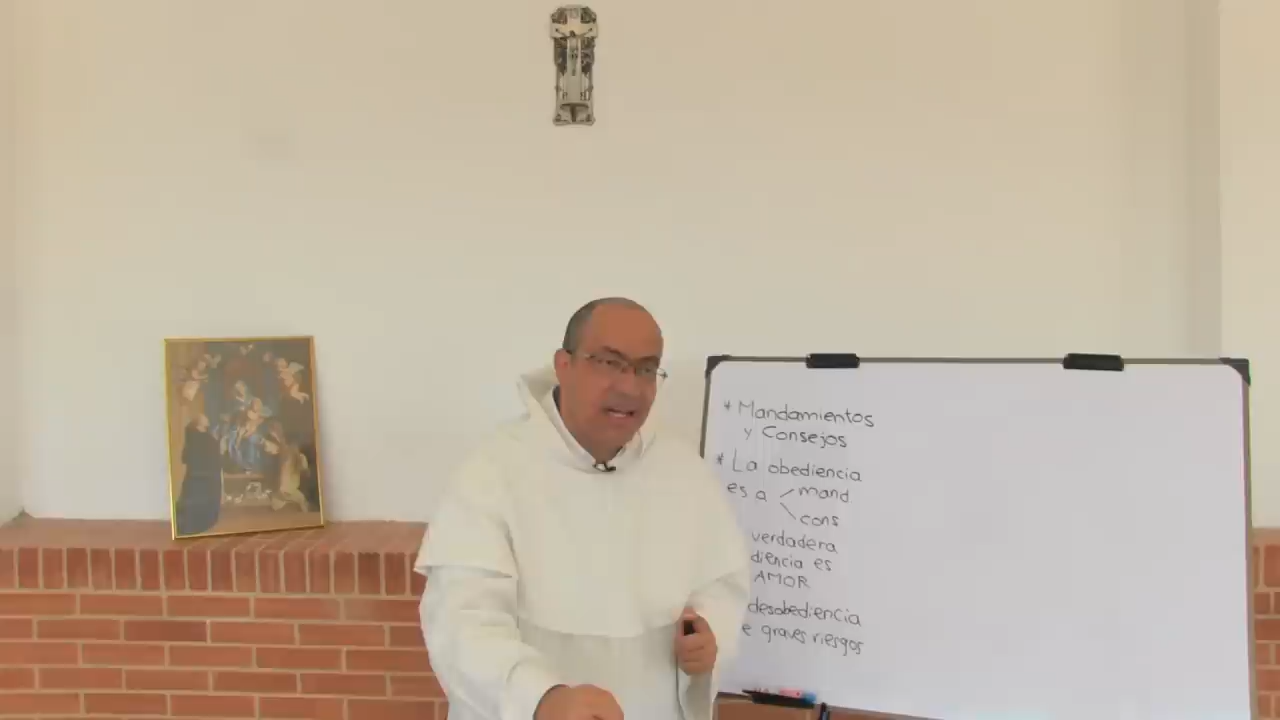 * Mandamientos
y Consejos
* La obediencia
es a mand
cons
verdadera
diencia es
AMOR
desobediencia
e graves riesgos